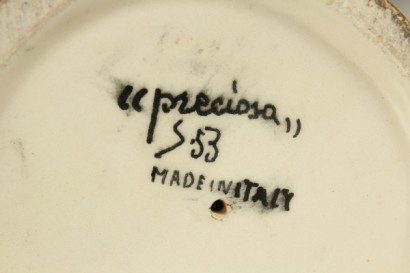 “preciosa„
S 53
MADE IN ITALY